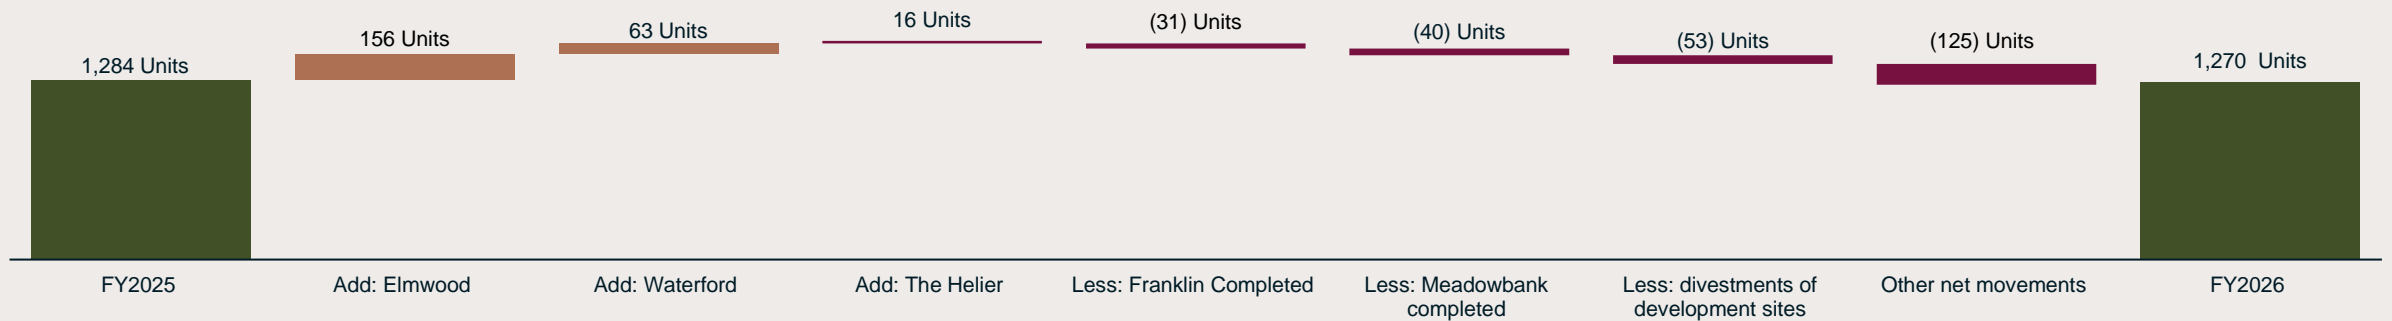 1,284 Units
156 Units
63 Units
16 Units
(31) Units
(40) Units
(53) Units
(125) Units
1,270  Units
FY2025
Add: Elmwood
Add: Waterford
Add: The Helier
Less: Franklin Completed
Less: Meadowbank
completed
Less: divestments of
development sites
Other net movements
FY2026